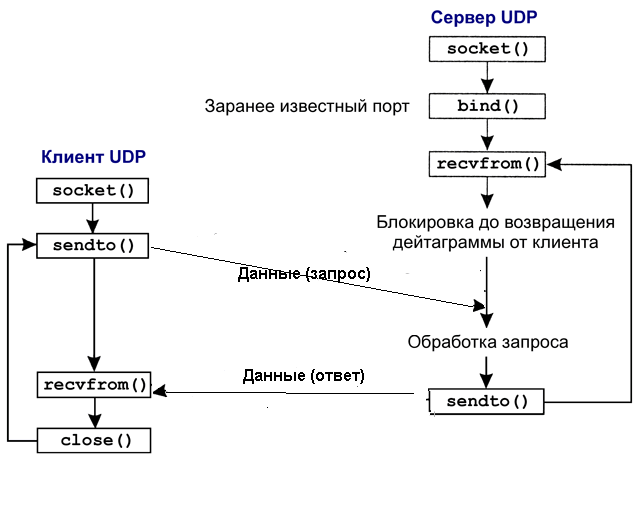 Сервер UDP
socket()
Заранее известный порт
bind()
recvfrom()
Блокировка до возвращения
дейтаграммы от клиента
Клиент UDP
socket()
sendto()
Данные (запрос)
Обработка запроса
Данные (ответ)
recvfrom()
sendto()
close()